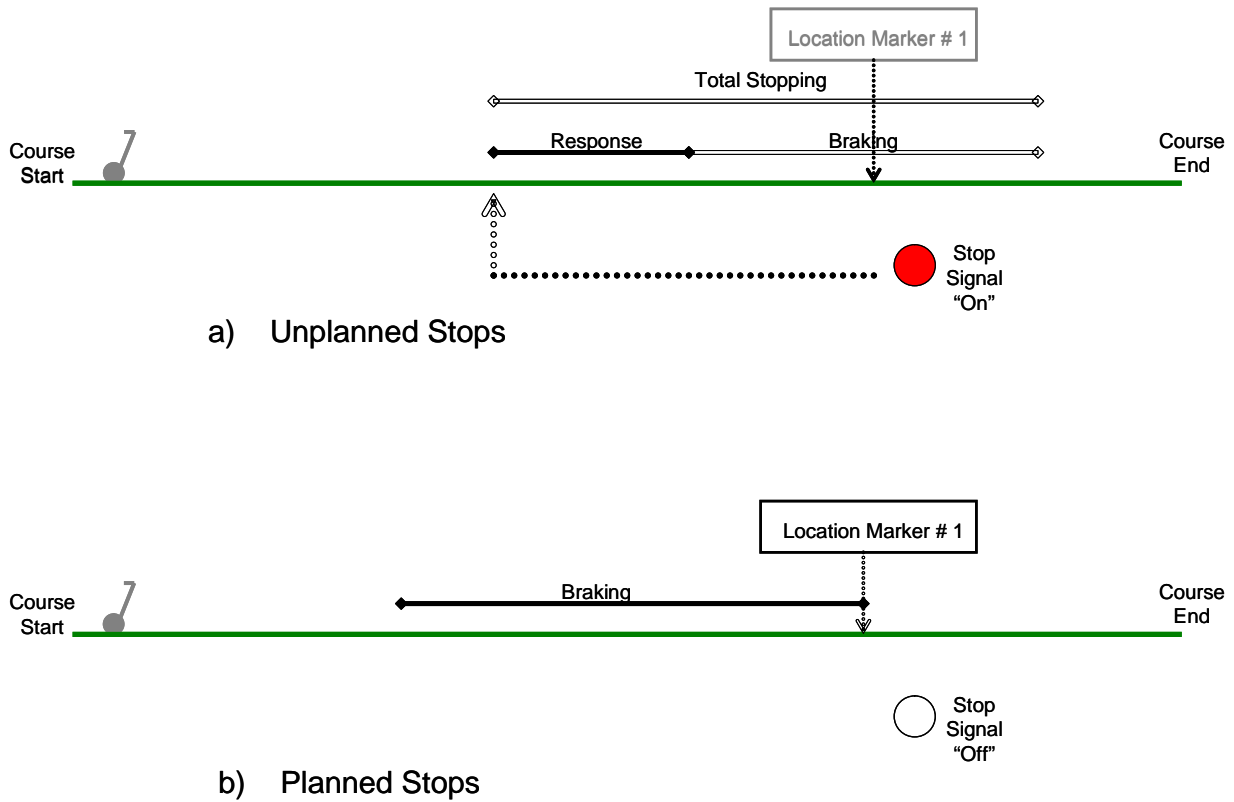 Location Marker # 1
Total Stopping
Response
Braking
Course
Start
Course
End
Stop
Signal
“On”
a) Unplanned Stops
Location Marker # 1
Braking
Course
Start
Course
End
Stop
Signal
“Off”
b) Planned Stops